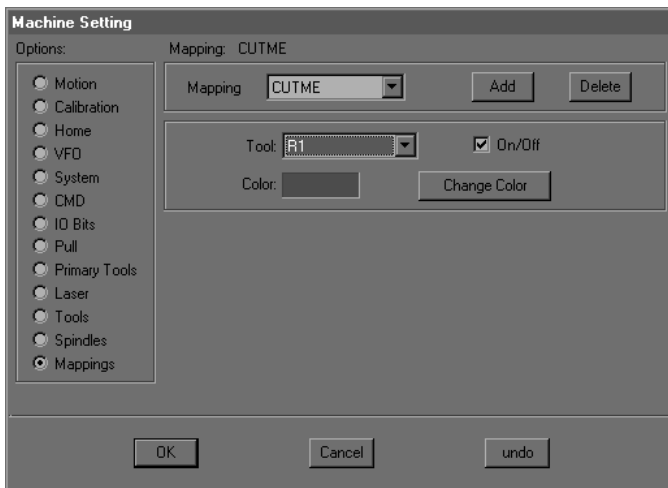 Machine Setting
Options:
Mapping: CUTME
Motion
Calibration
Home
VFO
System
CMD
IO Bits
Pull
Primary Tools
Laser
Tools
Spindles
Mappings
Mapping CUTME Add Delete
Tool: R1 On/Off
Color: Change Color
OK Cancel undo